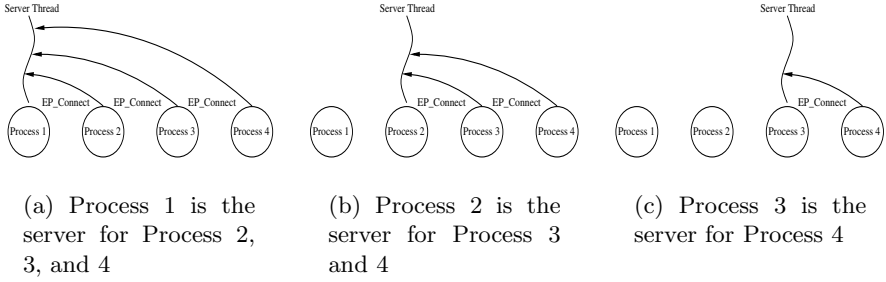 Server Thread
Server Thread
Server Thread
EP_Connect EP_Connect EP_Connect
EP_Connect EP_Connect
EP_Connect
Process 1 Process 2 Process 3 Process 4
Process 1 Process 2 Process 3 Process 4
Process 1 Process 2 Process 3 Process 4
(a) Process 1 is the
server for Process 2,
3, and 4
(b) Process 2 is the
server for Process 3
and 4
(c) Process 3 is the
server for Process 4